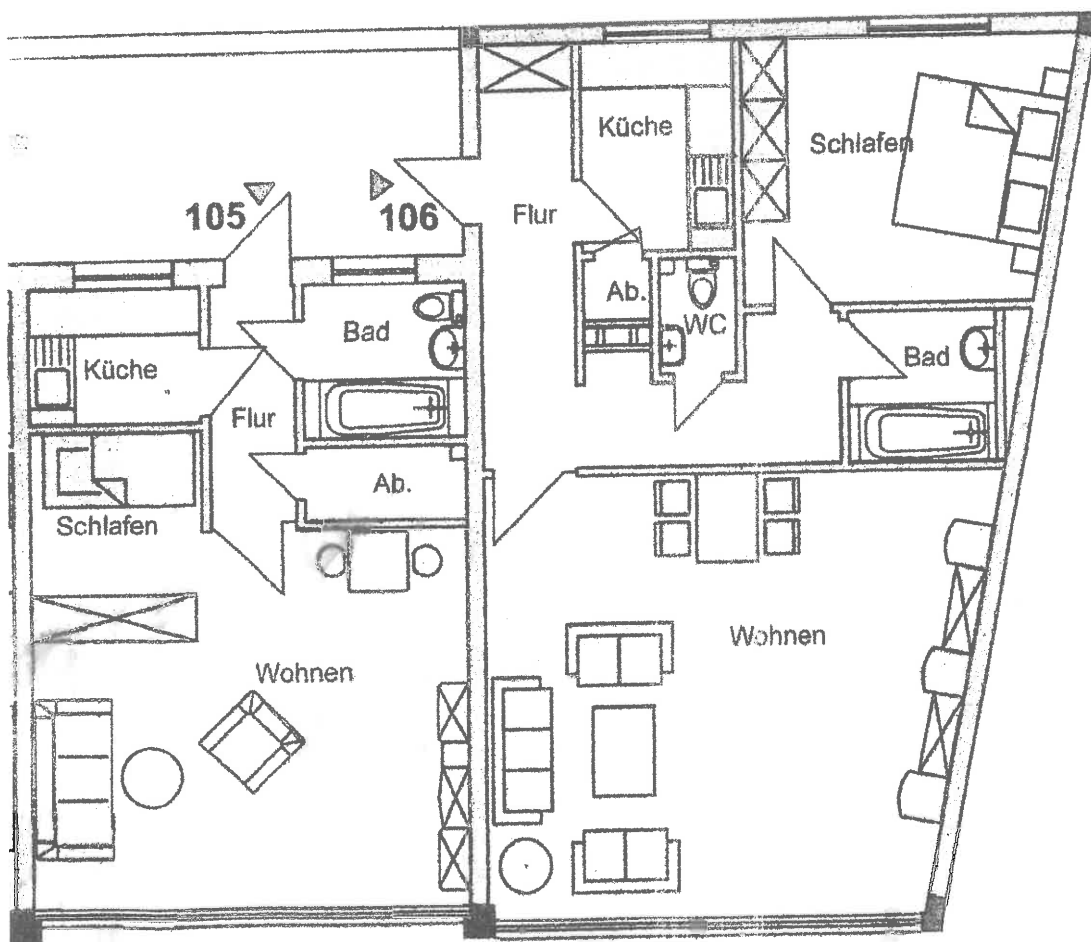 Küche
Schlafen
105
106
Flur
Ab.
WC
Bad
Küche
Bad
Flur
Ab.
Schlafen
Wohnen
Wohnen